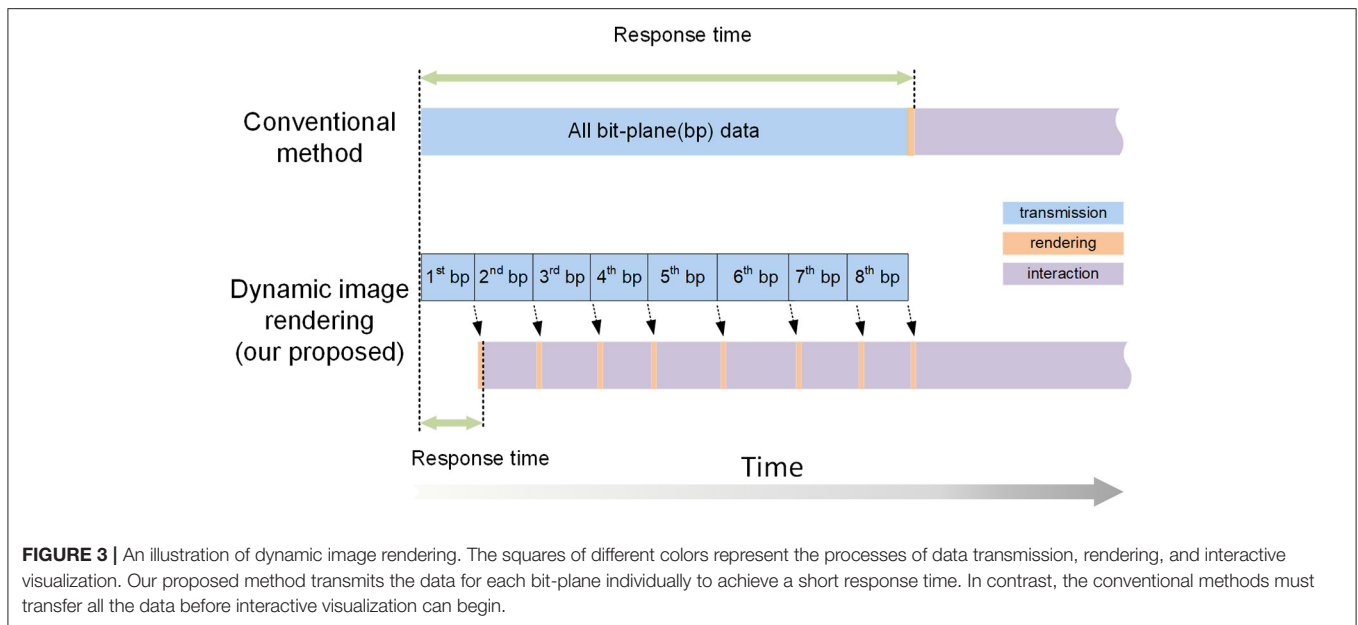 Response time
Conventional
method
All bit-plane(bp) data
transmission
rendering
interaction
1st bp 2nd bp 3rd bp 4th bp 5th bp 6th bp 7th bp 8th bp
Dynamic image
rendering
(our proposed)
Response time
Time
FIGURE 3 | An illustration of dynamic image rendering. The squares of different colors represent the processes of data transmission, rendering, and interactive
visualization. Our proposed method transmits the data for each bit-plane individually to achieve a short response time. In contrast, the conventional methods must
transfer all the data before interactive visualization can begin.